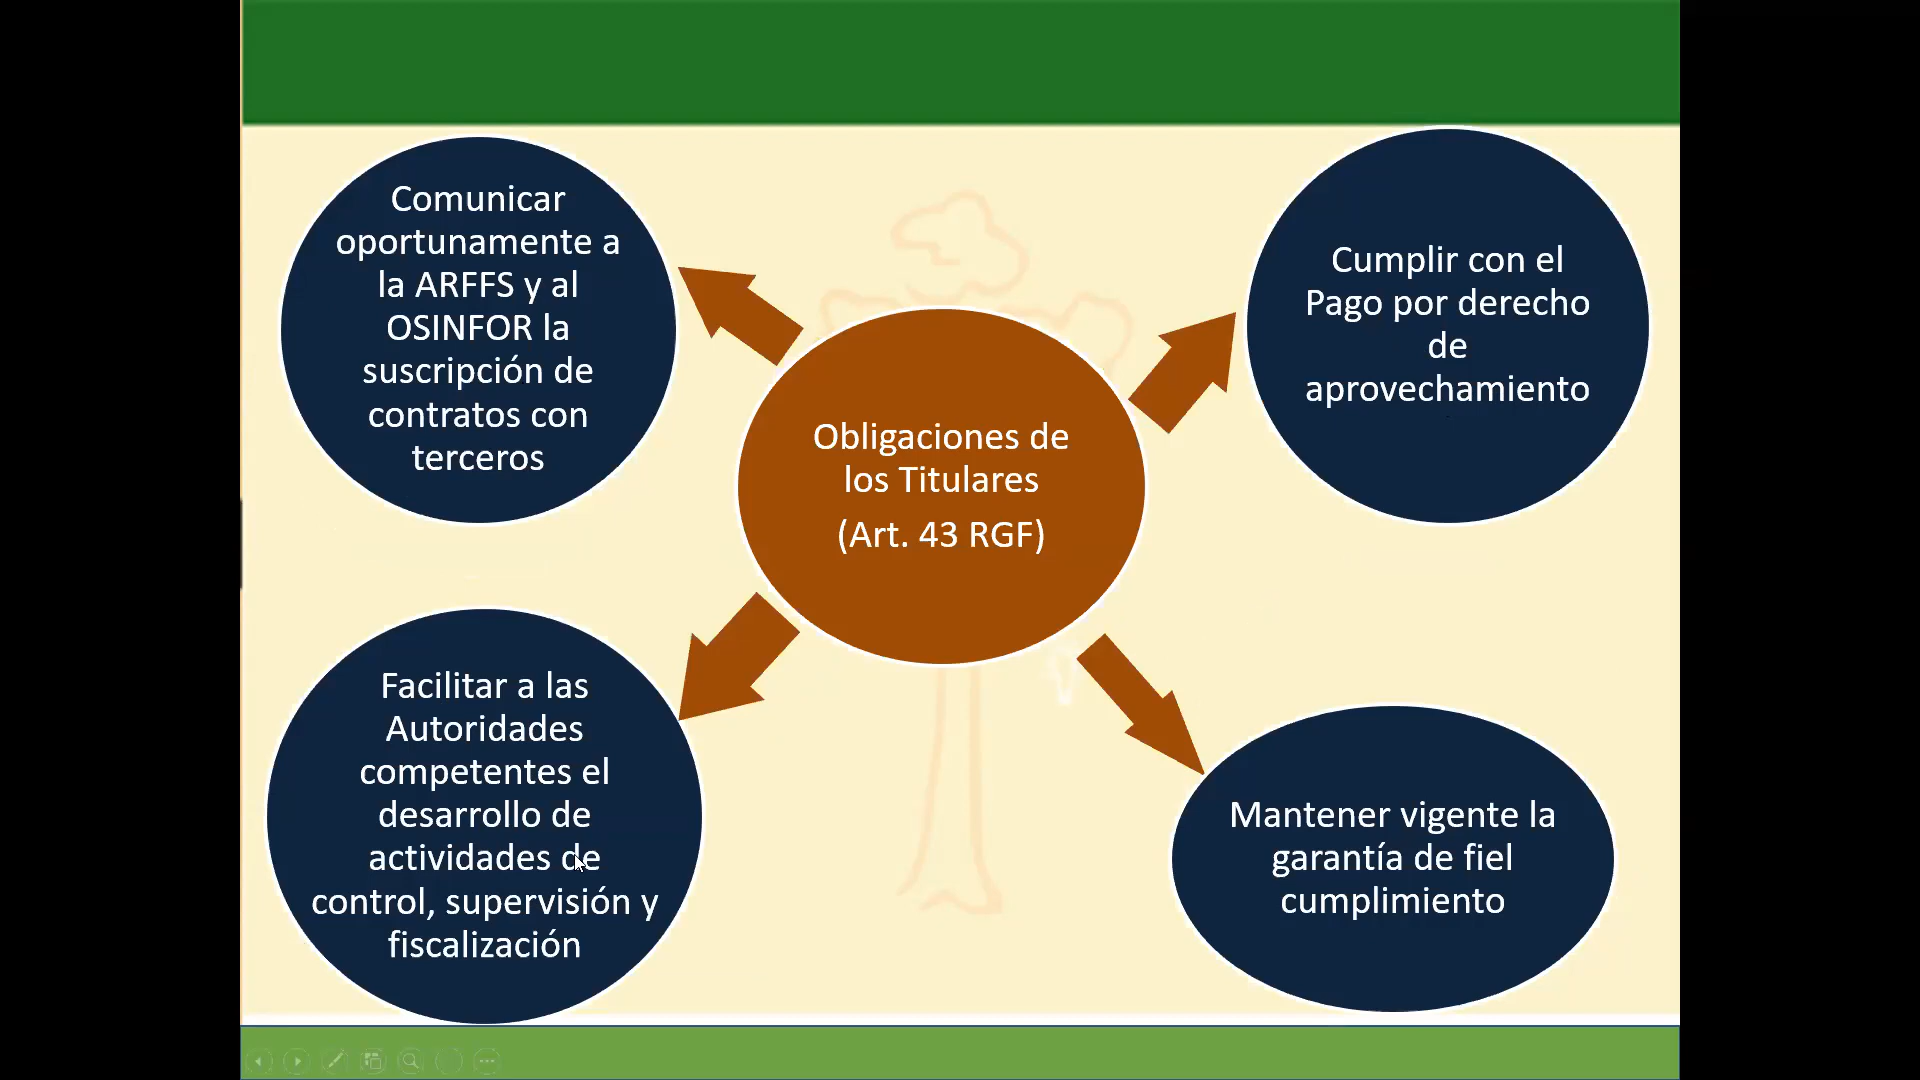 Comunicar
oportunamente a
la ARFFS y al
OSINFOR la
suscripción de
contratos con
terceros
Cumplir con el
Pago por derecho
de
aprovechamiento
Obligaciones de
los Titulares
(Art. 43 RGF)
Facilitar a las
Autoridades
competentes el
desarrollo de
actividades de
control, supervisión y
fiscalización
Mantener vigente la
garantía de fiel
cumplimiento